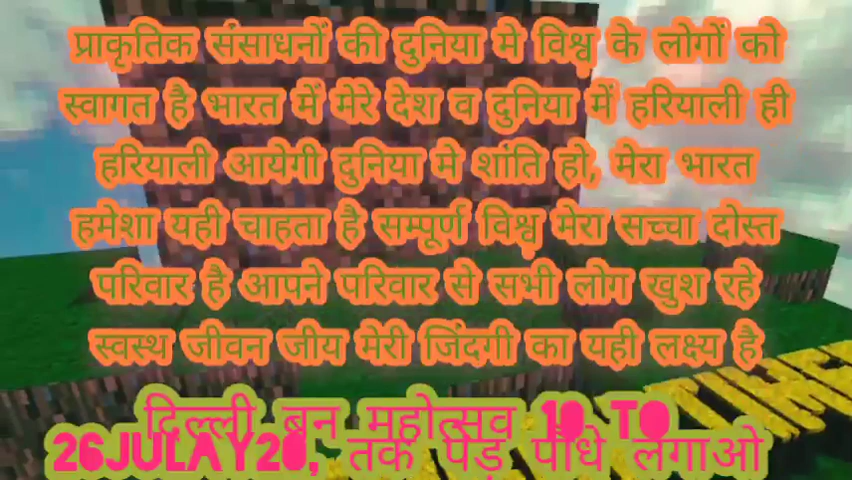 प्राकृतिक संसाधनों की दुनिया मे विश्व के लोगों को
स्वागत है भारत में मेरे देश व दुनिया में हरियाली ही
हरियाली आयेगी दुनिया मे शांति हो, मेरा भारत
हमेशा यही चाहता है सम्पूर्ण विश्व मेरा सच्चा दोस्त
परिवार है आपने परिवार से सभी लोग खुश रहे
स्वस्थ जीवन जीय मेरी जिंदगी का यही लक्ष्य है
दिल्ली बन महोत्सव 10 TO
26JULAY20, तक पेड़ पौधे लगाओ